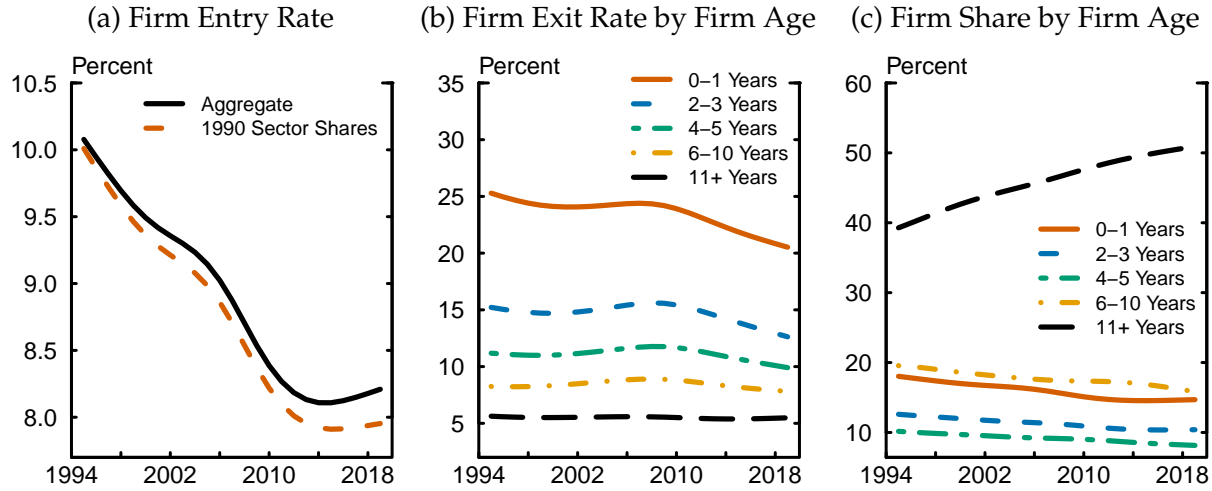 (a) Firm Entry Rate
Percent
10.5
10.0
9.5
9.0
8.5
8.0
1994 2002 2010 2018
Aggregate
1990 Sector Shares
(b) Firm Exit Rate by Firm Age
Percent
35
30
25
20
15
10
5
1994 2002 2010 2018
0–1 Years
2–3 Years
4–5 Years
6–10 Years
11+ Years
(c) Firm Share by Firm Age
Percent
60
50
40
30
20
10
1994 2002 2010 2018
0–1 Years
2–3 Years
4–5 Years
6–10 Years
11+ Years